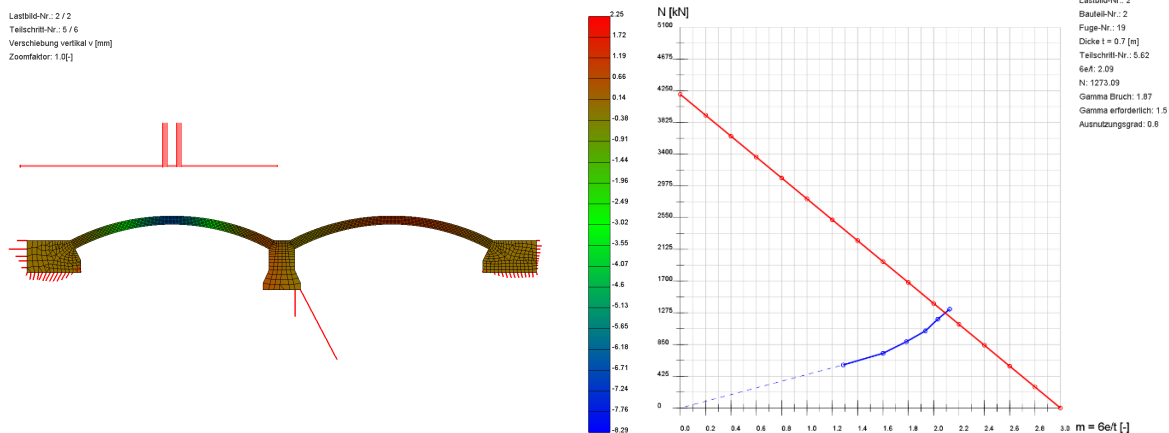 Lastbild-Nr.: 2 / 2
Teilschritt-Nr.: 5 / 6
Verschiebung vertikal v [mm]
Zoomfaktor: 1.0[-]
2.25
1.72
1.19
0.66
0.14
-0.38
-0.91
-1.44
-1.96
-2.49
-3.02
-3.55
-4.07
-4.6
-5.13
-5.65
-6.18
-6.71
-7.24
-7.76
-8.29
N [kN]
5100
4675
4250
3825
3400
2975
2550
2125
1700
1275
850
425
0
0.0 0.2 0.4 0.6 0.8 1.0 1.2 1.4 1.6 1.8 2.0 2.2 2.4 2.6 2.8 3.0
m = 6e/t [-]
Lastbild-Nr.: 2
Bauteil-Nr.: 2
Fuge-Nr.: 19
Dicke t = 0.7 [m]
Teilschritt-Nr.: 5.62
6e/t: 2.09
N: 1273.09
Gamma Bruch: 1.87
Gamma erforderlich: 1.5
Ausnutzungsgrad: 0.8